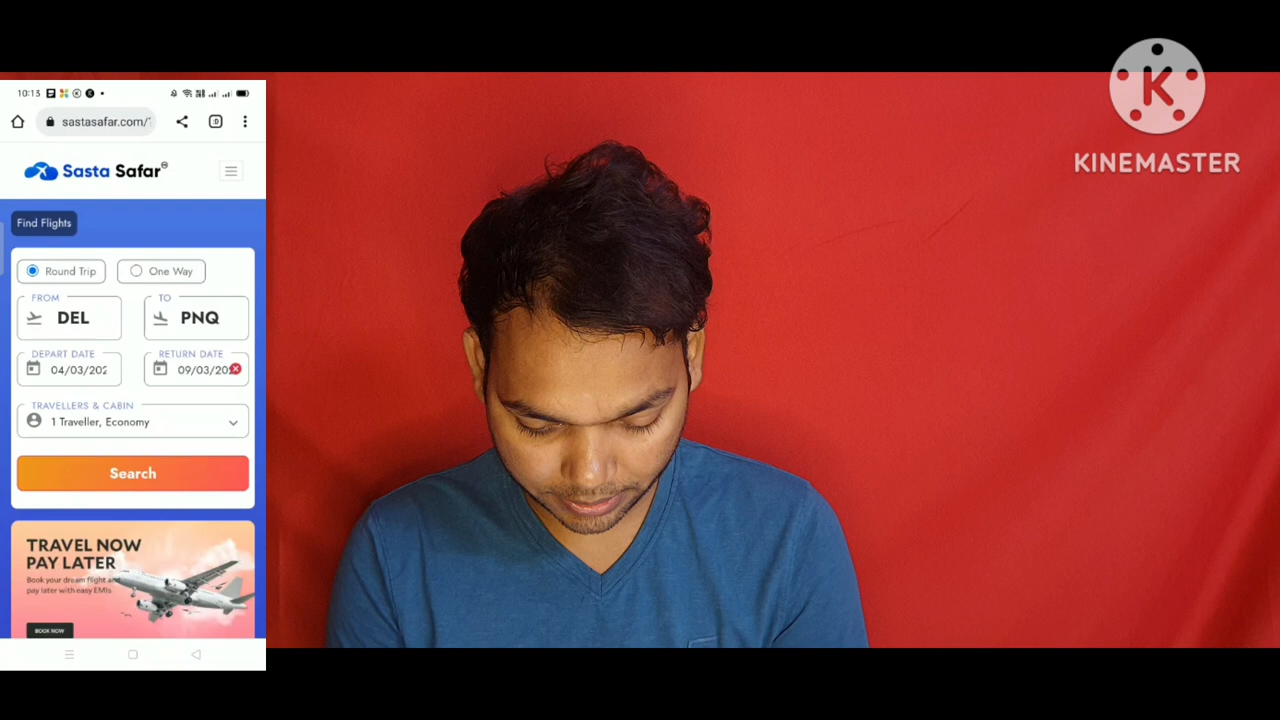 10:13
sastasafar.com/
Sasta Safar
Find Flights
Round Trip
One Way
FROM
TO
DEL
PNQ
DEPART DATE
RETURN DATE
04/03/202
09/03/202
TRAVELLERS & CABIN
1 Traveller, Economy
Search
TRAVEL NOW
PAY LATER
Book your dream flight and
pay later with easy EMIs
BOOK NOW
K
KINEMASTER